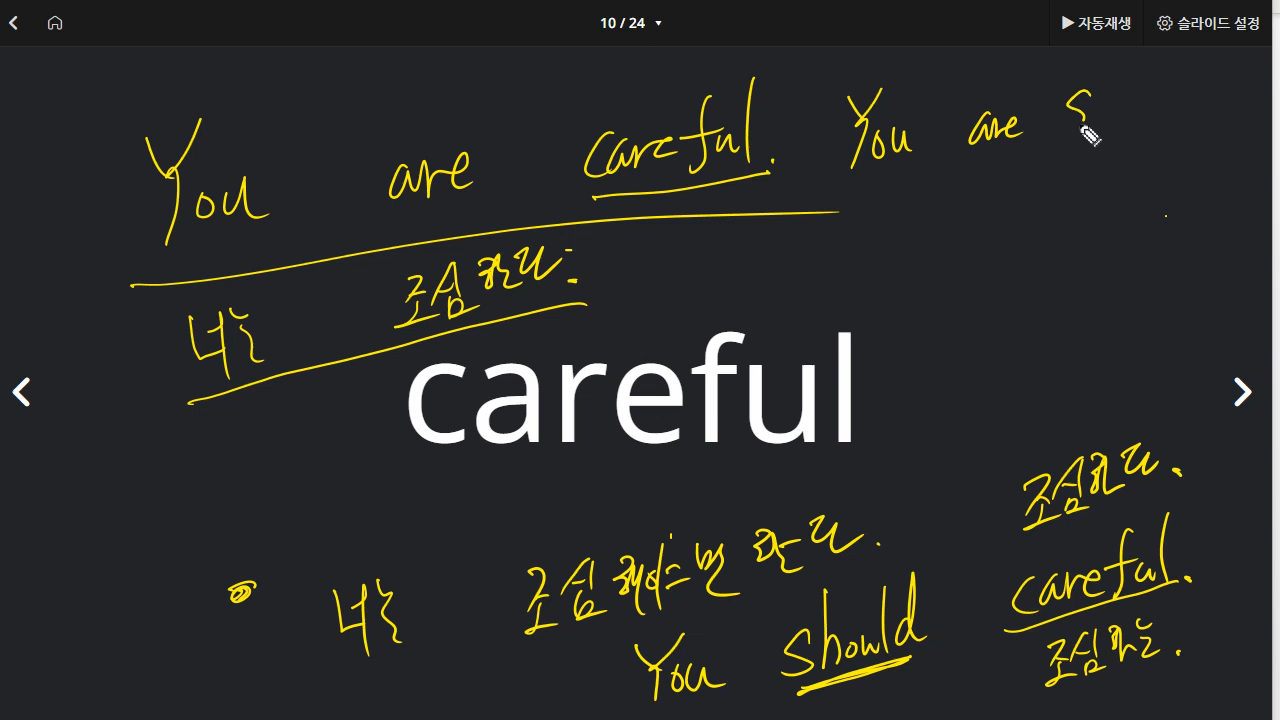 10 / 24
자동재생
슬라이드 설정
You are careful. You are s
너는 조심한다.
careful
조심한다.
너는 조심해야만 한다.
You should careful.
조심하는.